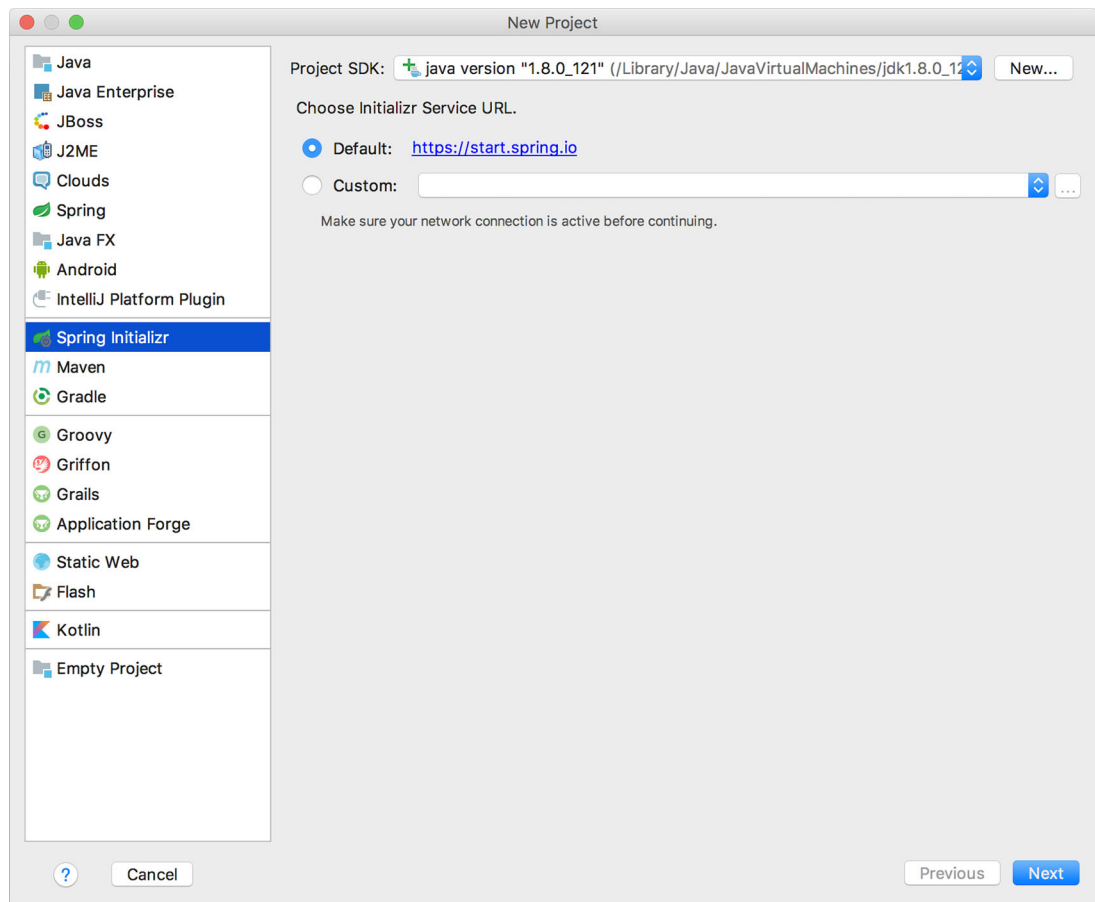 New Project
Java
Java Enterprise
JBoss
J2ME
Clouds
Spring
Java FX
Android
IntelliJ Platform Plugin
Spring Initializr
m Maven
Gradle
G Groovy
Griffon
Grails
Application Forge
Static Web
Flash
Kotlin
Empty Project
Project SDK: java version "1.8.0_121" (/Library/Java/JavaVirtualMachines/jdk1.8.0_12 New...
Choose Initializr Service URL.
Default: https://start.spring.io
Custom: ...
Make sure your network connection is active before continuing.
? Cancel Previous Next